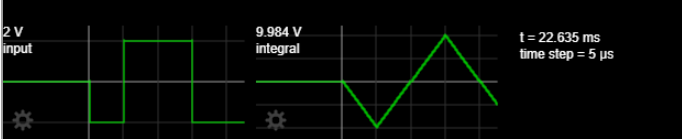 2 V
input
9.984 V
integral
t = 22.635 ms
time step = 5 µs